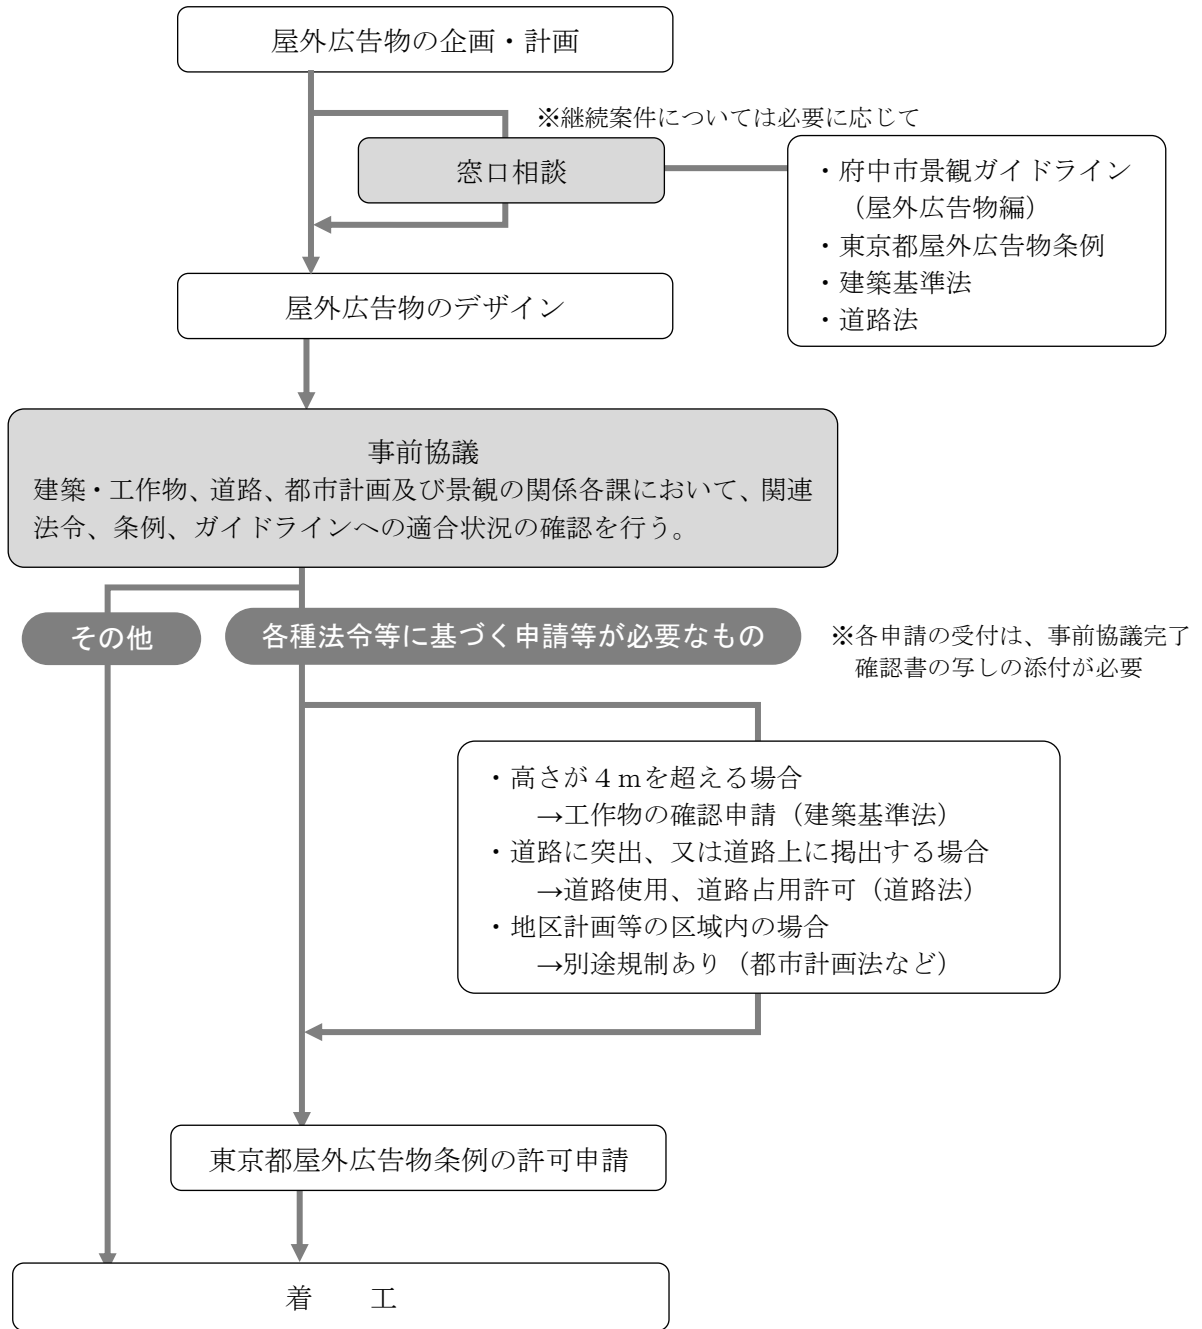 屋外広告物の企画・計画
※継続案件については必要に応じて
窓口相談
・府中市景観ガイドライン
（屋外広告物編）
・東京都屋外広告物条例
・建築基準法
・道路法
屋外広告物のデザイン
事前協議
建築・工作物、道路、都市計画及び景観の関係各課において、関連
法令、条例、ガイドラインへの適合状況の確認を行う。
その他
各種法令等に基づく申請等が必要なもの
※各申請の受付は、事前協議完了
確認書の写しの添付が必要
・高さが４ｍを超える場合
→工作物の確認申請（建築基準法）
・道路に突出、又は道路上に掲出する場合
→道路使用、道路占用許可（道路法）
・地区計画等の区域内の場合
→別途規制あり（都市計画法など）
東京都屋外広告物条例の許可申請
着　　工